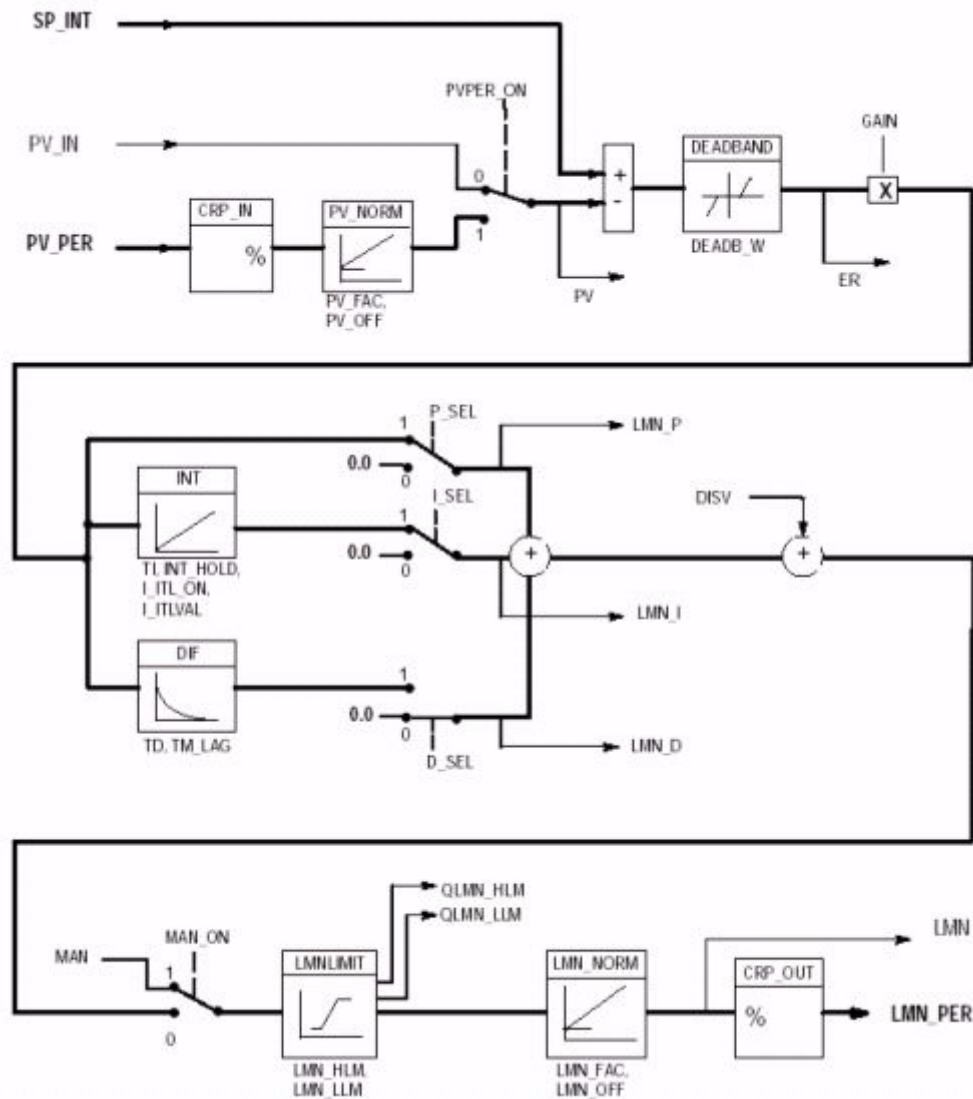 SP_INT
PVPER_ON
GAIN
PV_IN
0
+
-
DEADBAND
X
CRP_IN
PV_NORM
PV_PER
%
1
DEADB_W
PV_FAC,
PV_OFF
PV
ER
P_SEL
1
LMN_P
0.0
0
INT
I_SEL
DISV
1
0.0
+
+
0
TI, INT_HOLD,
I_ITL_ON,
I_ITLVAL
LMN_I
DIF
1
0.0
0
TD, TM_LAG
D_SEL
LMN_D
QLMN_HLM
QLMN_LLM
MAN_ON
LMN
MAN
1
LMNLIMIT
LMN_NORM
CRP_OUT
%
LMN_PER
0
LMN_HLM,
LMN_LLM
LMN_FAC,
LMN_OFF